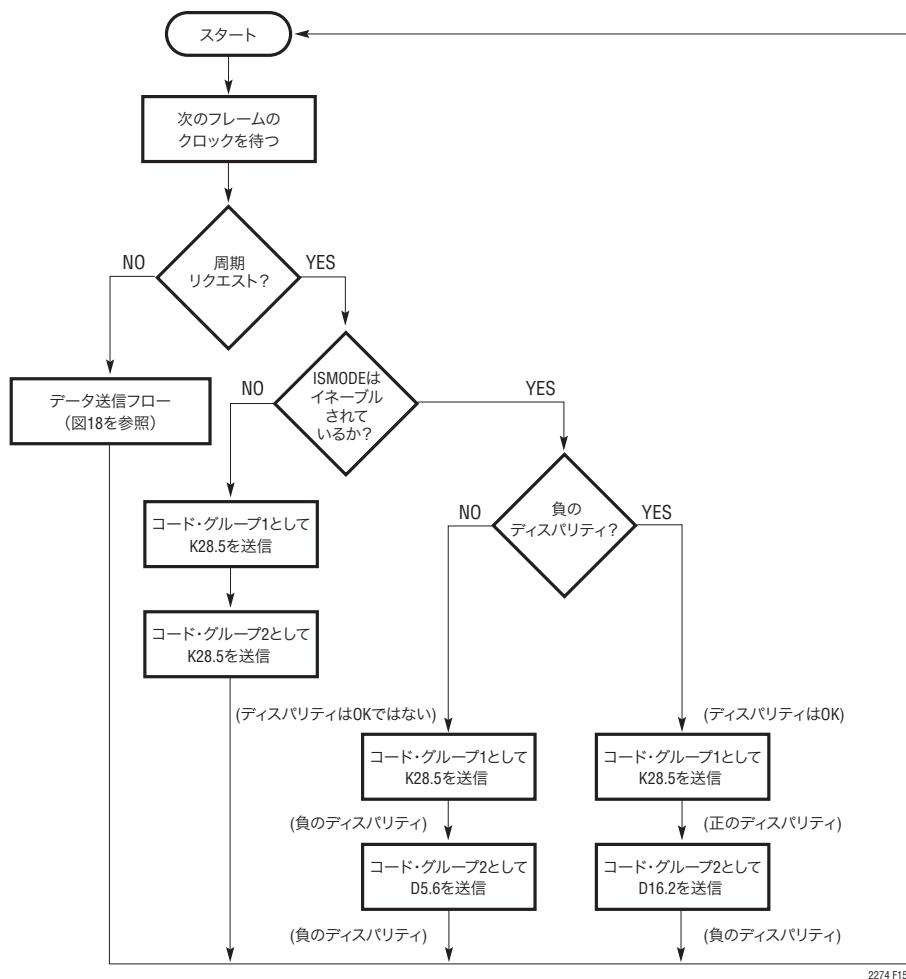 スタート
次のフレームの
クロックを待つ
周期
リクエスト?
NO
YES
データ送信フロー
(図18を参照)
ISMODEは
イネーブル
されて
いるか?
NO
YES
コード・グループ1として
K28.5を送信
コード・グループ2として
K28.5を送信
負の
ディスパリティ?
NO
YES
(ディスパリティはOKではない)
(ディスパリティはOK)
コード・グループ1として
K28.5を送信
コード・グループ1として
K28.5を送信
(負のディスパリティ)
(正のディスパリティ)
コード・グループ2として
D5.6を送信
コード・グループ2として
D16.2を送信
(負のディスパリティ)
(負のディスパリティ)
2274 F15